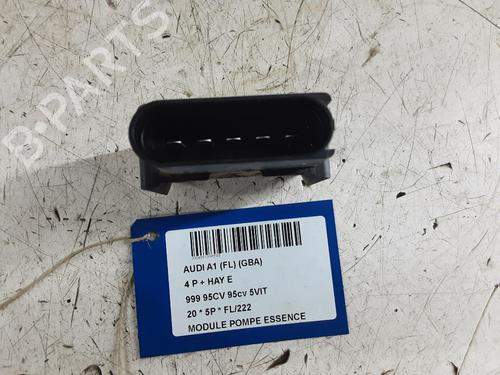 B-PARTS
AUDI A1 (FL) (GBA)
4 P + HAY E
999 95CV 95cv 5VIT
20 * 5P * FL/222
MODULE POMPE ESSENCE